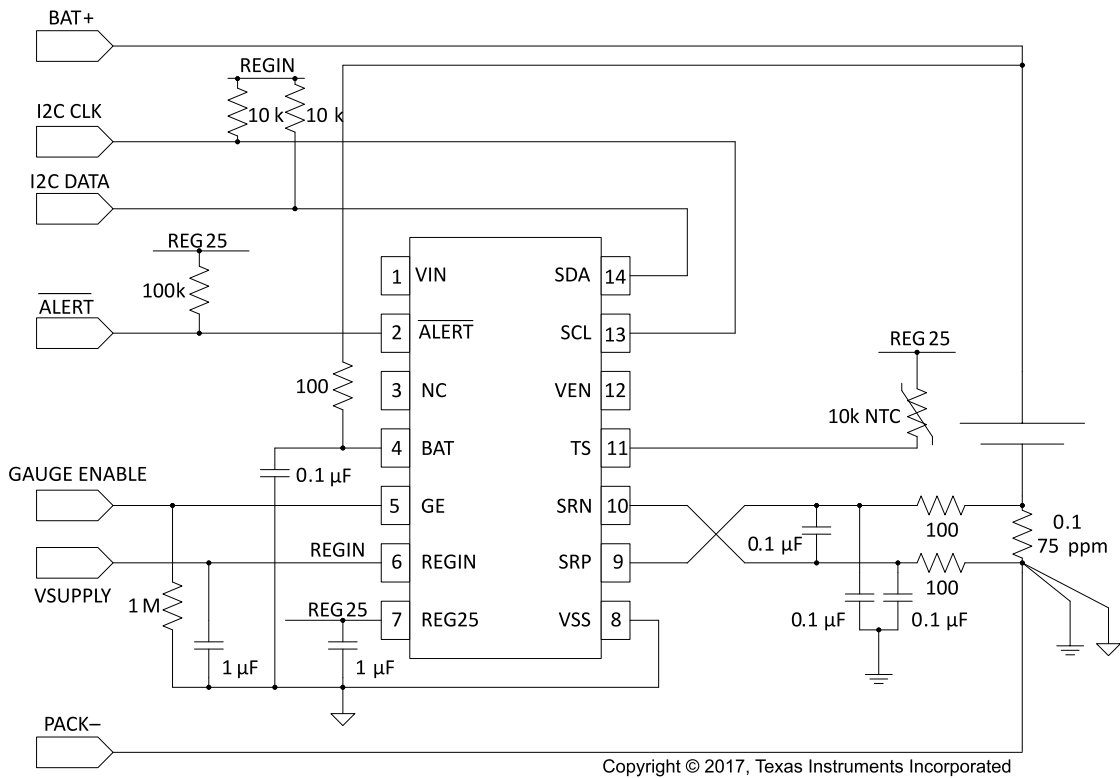 BAT+
REGIN
I2C CLK
10 k
10 k
I2C DATA
REG25
100k
ALERT
1 VIN
SDA 14
2 ALERT
SCL 13
REG25
100
3 NC
VEN 12
10k NTC
4 BAT
TS 11
0.1 µF
GAUGE ENABLE
5 GE
SRN 10
100
0.1
75 ppm
0.1 µF
REGIN
6 REGIN
SRP 9
VSUPPLY
100
1 M
REG25
7 REG25
VSS 8
0.1 µF
0.1 µF
1 µF
1 µF
PACK–
Copyright © 2017, Texas Instruments Incorporated